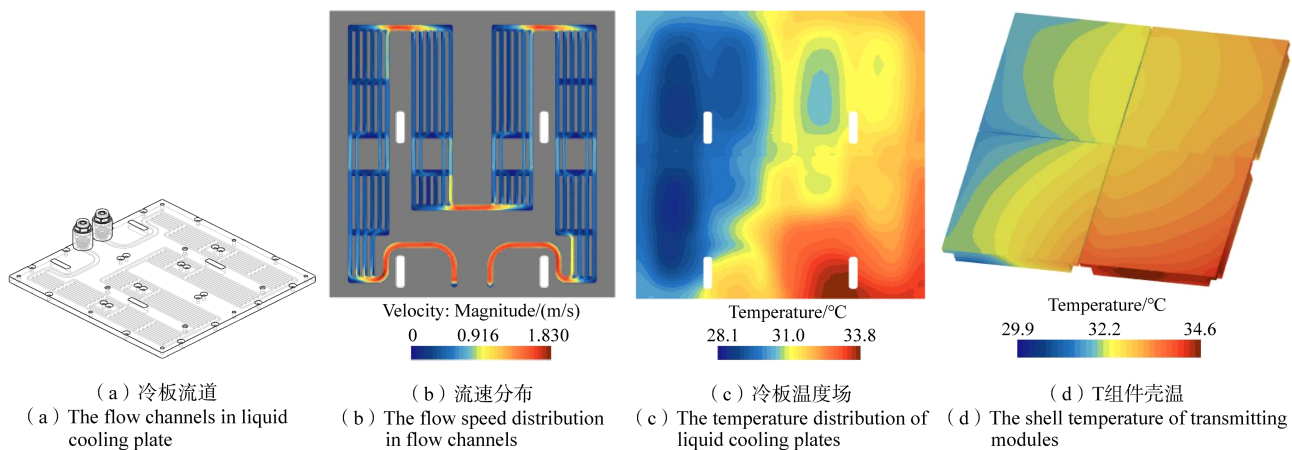 Velocity: Magnitude/(m/s)
0 0.916 1.830
Temperature/℃
28.1 31.0 33.8
Temperature/℃
29.9 32.2 34.6
（a）冷板流道
（a）The flow channels in liquid
cooling plate
（b）流速分布
（b）The flow speed distribution
in flow channels
（c）冷板温度场
（c）The temperature distribution of
liquid cooling plates
（d）T组件壳温
（d）The shell temperature of transmitting
modules